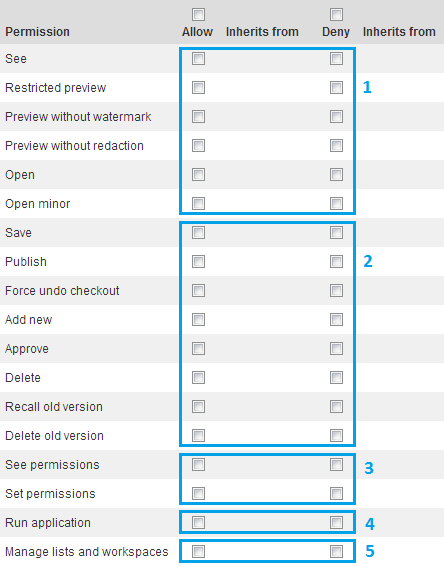 Permission Allow Inherits from Deny Inherits from
See
Restricted preview 1
Preview without watermark
Preview without redaction
Open
Open minor
Save
Publish 2
Force undo checkout
Add new
Approve
Delete
Recall old version
Delete old version
See permissions 3
Set permissions
Run application 4
Manage lists and workspaces 5